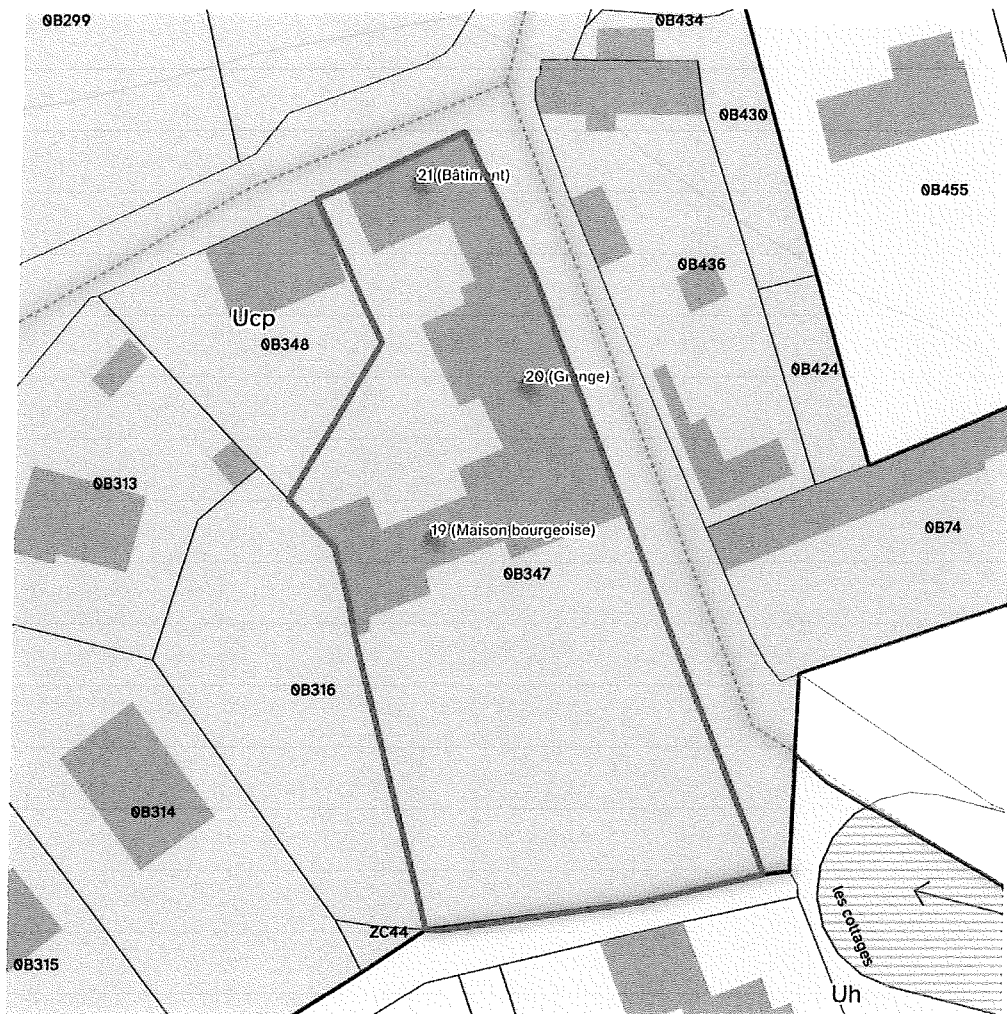 0B299
0B434
0B430
21 (Bâtiment)
0B455
0B436
Ucp
0B348
0B424
20 (Grange)
0B313
19 (Maison bourgeoise)
0B74
0B347
0B316
0B314
les cottages
ZC44
0B315
Uh